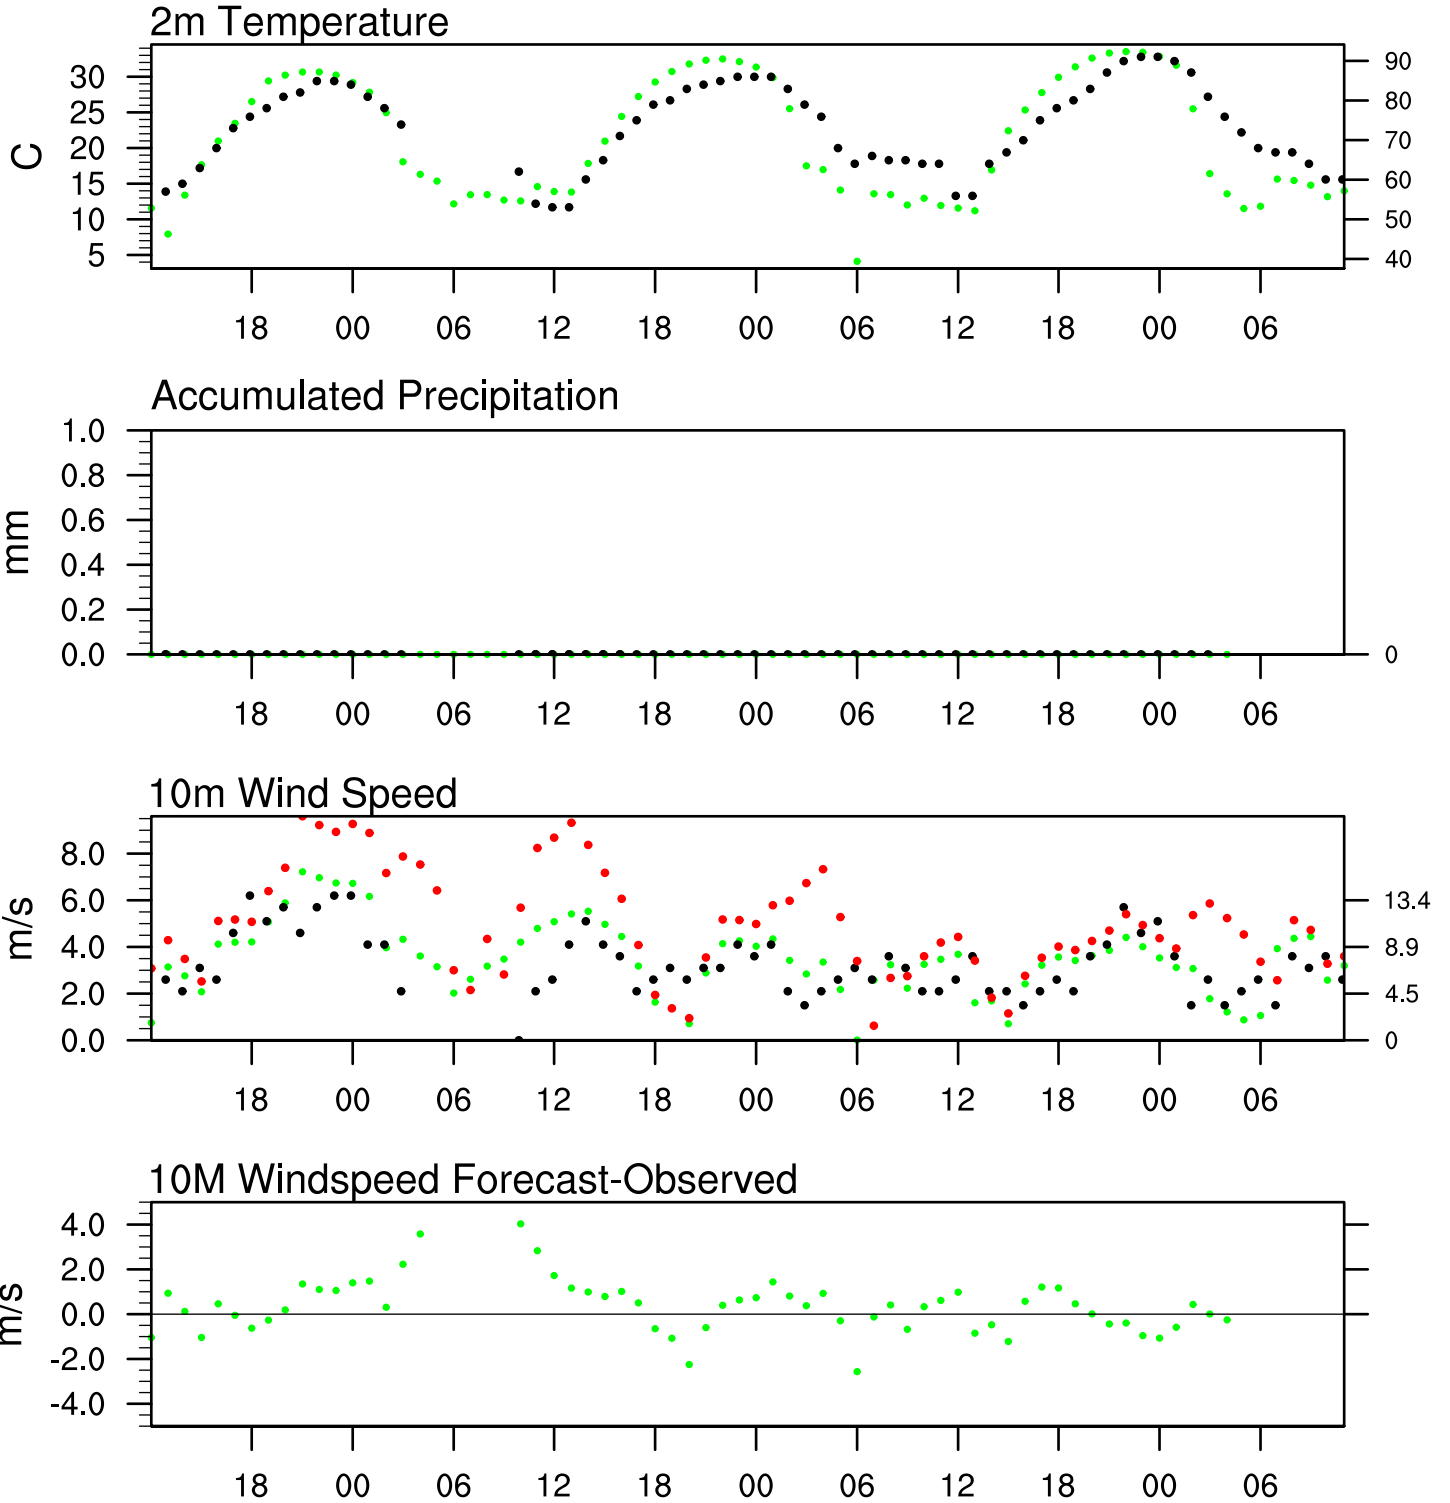 2m Temperature
30 90
25 80
20 70
15 60
10 50
5 40
C
18 00 06 12 18 00 06 12 18 00 06
Accumulated Precipitation
1.0
0.8
0.6
0.4
0.2
0.0 0
mm
18 00 06 12 18 00 06 12 18 00 06
10m Wind Speed
8.0
6.0 13.4
4.0 8.9
2.0 4.5
0.0 0
m/s
18 00 06 12 18 00 06 12 18 00 06
10M Windspeed Forecast-Observed
4.0
2.0
0.0
-2.0
-4.0
m/s
18 00 06 12 18 00 06 12 18 00 06